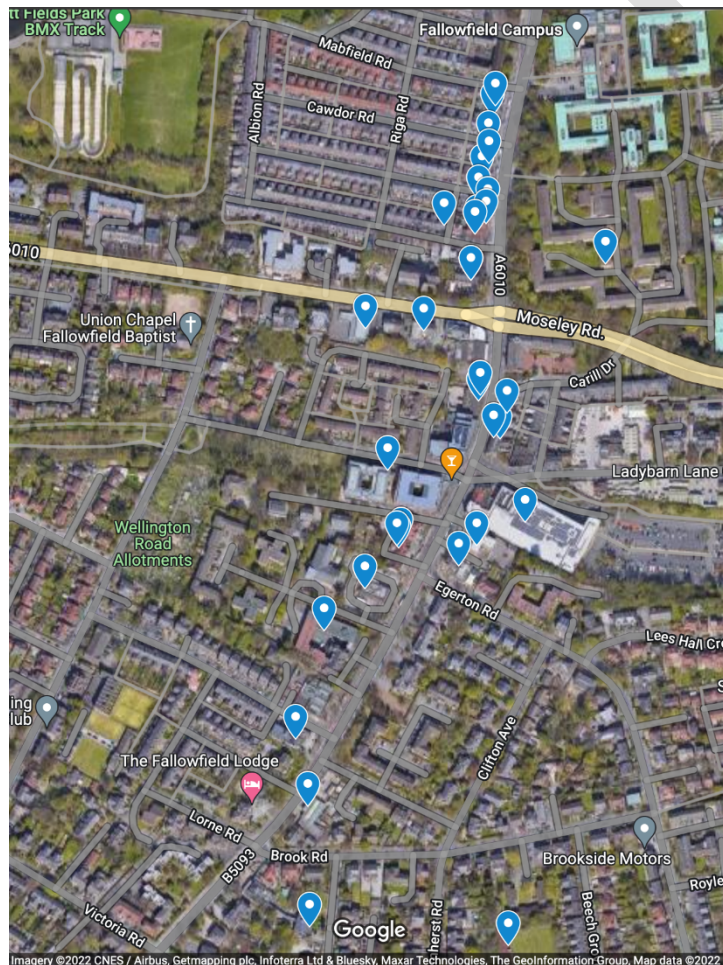 tt Fields Park
BMX Track
Fallowfield Campus
Mabfield Rd
Albion Rd
Cawdor Rd
Riga Rd
5010
A6010
Union Chapel
Fallowfield Baptist
Moseley Rd.
Carill Dr
Ladybarn Lane
Wellington
Road
Allotments
Egerton Rd
Lees Hall Cre
S
ing
lub
Clifton Ave
The Fallowfield Lodge
Lorne Rd
B5093
Brook Rd
Brookside Motors
Royle
Victoria Rd
Google
herst Rd
Beech Gro
Imagery ©2022 CNES / Airbus, Getmapping plc, Infoterra Ltd & Bluesky, Maxar Technologies, The GeoInformation Group, Map data ©2022